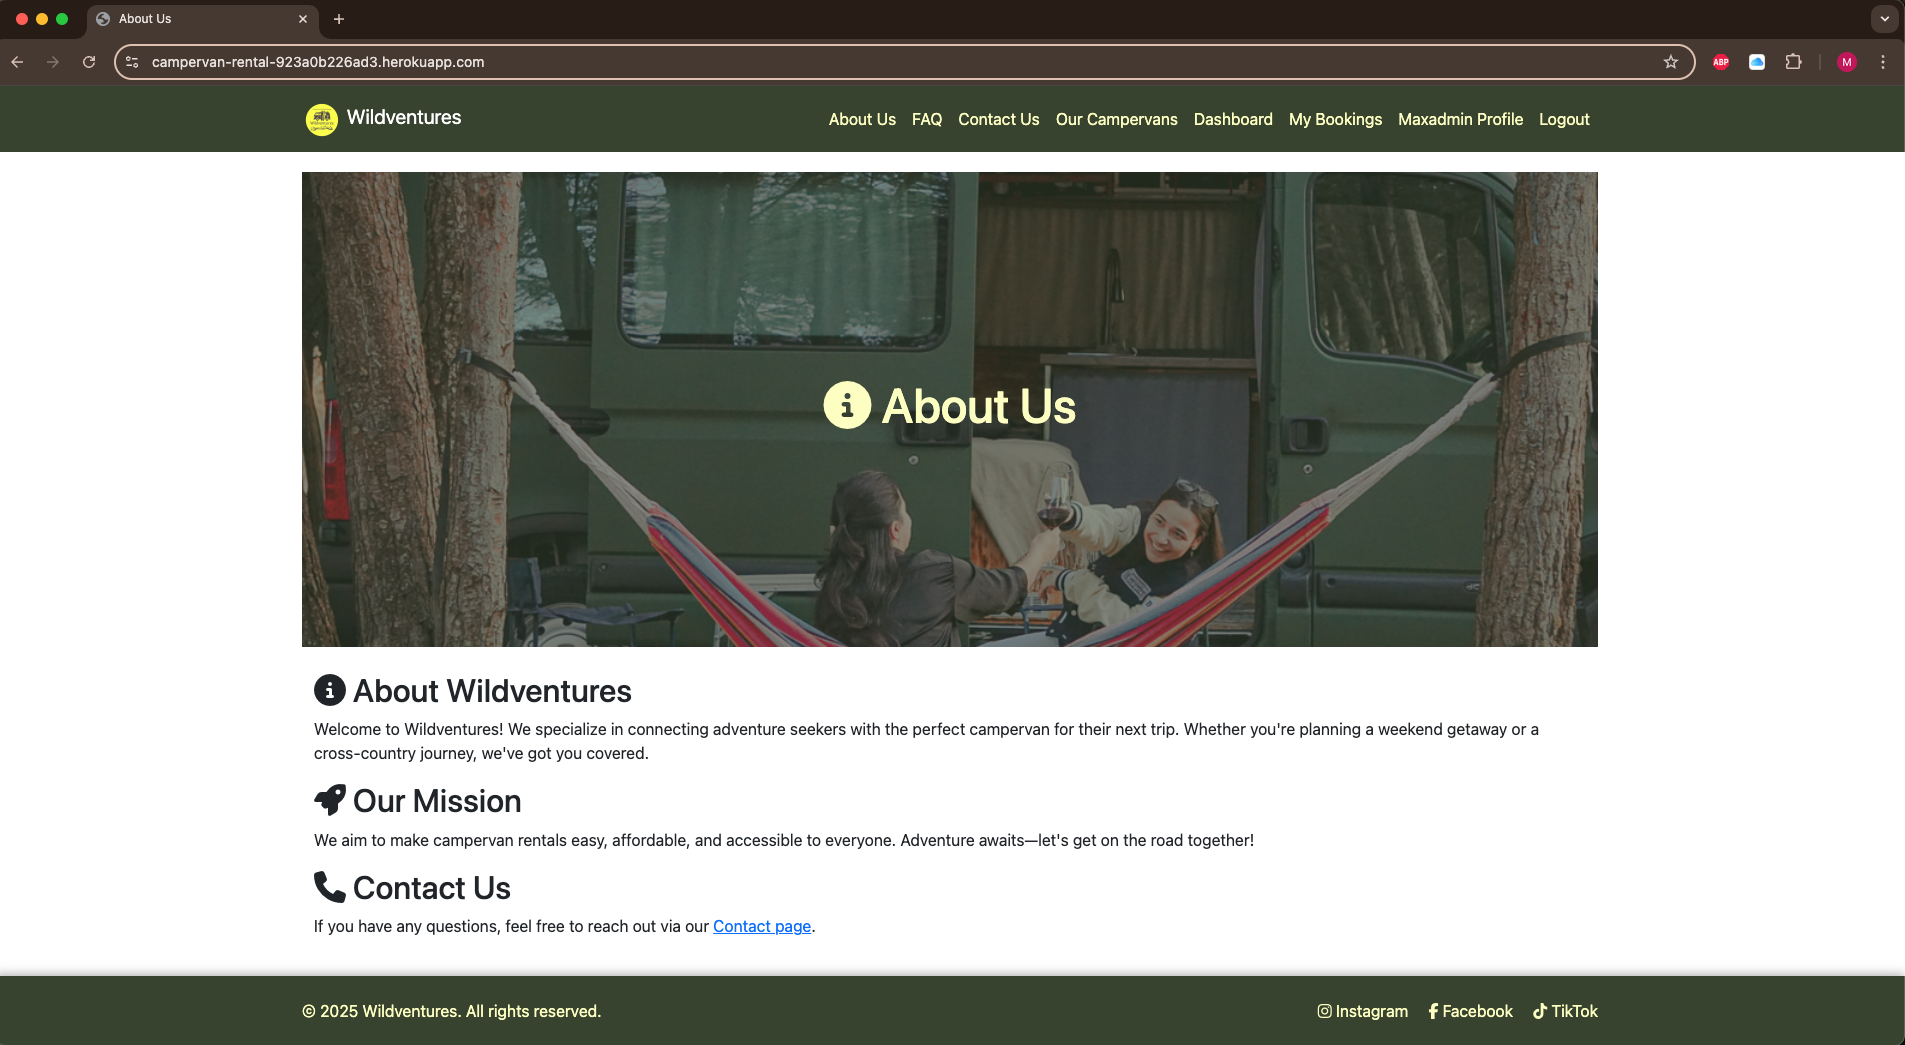 About Us
campervan-rental-923a0b226ad3.herokuapp.com
ABP
M
Wildventures
About Us FAQ Contact Us Our Campervans Dashboard My Bookings Maxadmin Profile Logout
About Us
About Wildventures
Welcome to Wildventures! We specialize in connecting adventure seekers with the perfect campervan for their next trip. Whether you're planning a weekend getaway or a
cross-country journey, we've got you covered.
Our Mission
We aim to make campervan rentals easy, affordable, and accessible to everyone. Adventure awaits—let's get on the road together!
Contact Us
If you have any questions, feel free to reach out via our Contact page.
© 2025 Wildventures. All rights reserved.
Instagram Facebook TikTok